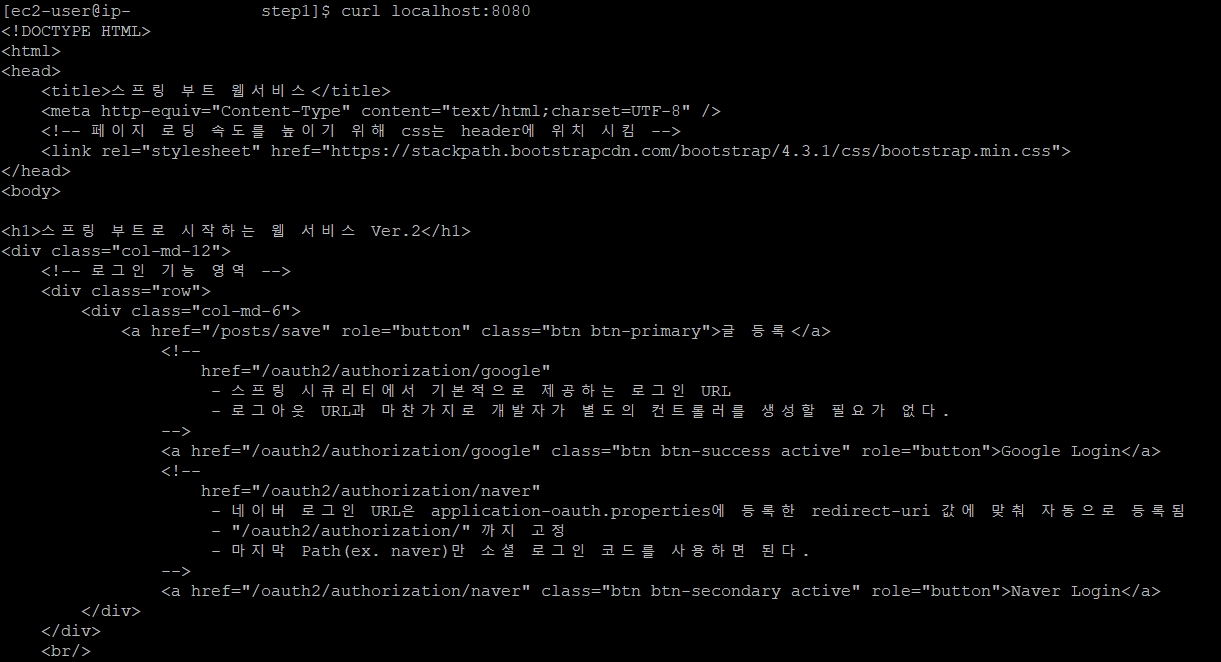 [ec2-user@ip-             step1]$ curl localhost:8080
<!DOCTYPE HTML>
<html>
<head>
    <title>스프링 부트 웹서비스</title>
    <meta http-equiv="Content-Type" content="text/html;charset=UTF-8" />
    <!-- 페이지 로딩 속도를 높이기 위해 css는 header에 위치 시킴 -->
    <link rel="stylesheet" href="https://stackpath.bootstrapcdn.com/bootstrap/4.3.1/css/bootstrap.min.css">
</head>
<body>

<h1>스프링 부트로 시작하는 웹 서비스 Ver.2</h1>
<div class="col-md-12">
    <!-- 로그인 기능 영역 -->
    <div class="row">
        <div class="col-md-6">
            <a href="/posts/save" role="button" class="btn btn-primary">글 등록</a>
                <!--
                    href="/oauth2/authorization/google"
                     - 스프링 시큐리티에서 기본적으로 제공하는 로그인 URL
                     - 로그아웃 URL과 마찬가지로 개발자가 별도의 컨트롤러를 생성할 필요가 없다.
                -->
                <a href="/oauth2/authorization/google" class="btn btn-success active" role="button">Google Login</a>
                <!--
                    href="/oauth2/authorization/naver"
                     - 네이버 로그인 URL은 application-oauth.properties에 등록한 redirect-uri 값에 맞춰 자동으로 등록됨
                     - "/oauth2/authorization/" 까지 고정
                     - 마지막 Path(ex. naver)만 소셜 로그인 코드를 사용하면 된다.
                -->
                <a href="/oauth2/authorization/naver" class="btn btn-secondary active" role="button">Naver Login</a>
        </div>
    </div>
    <br/>